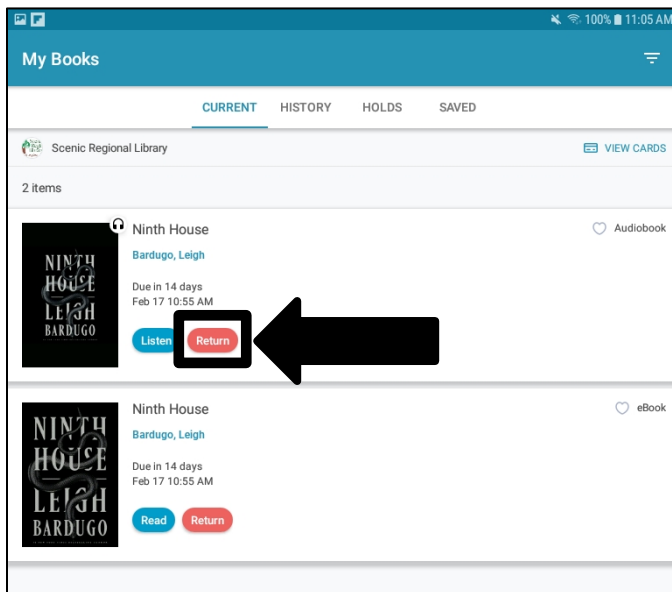 100% 11:05 AM
My Books
CURRENT HISTORY HOLDS SAVED
Scenic Regional Library VIEW CARDS
2 items
Ninth House Audiobook
Bardugo, Leigh
Due in 14 days
Feb 17 10:55 AM
Listen Return
NINTH
HOUSE
LEIGH
BARDUGO
Ninth House eBook
Bardugo, Leigh
Due in 14 days
Feb 17 10:55 AM
Read Return
NINTH
HOUSE
LEIGH
BARDUGO